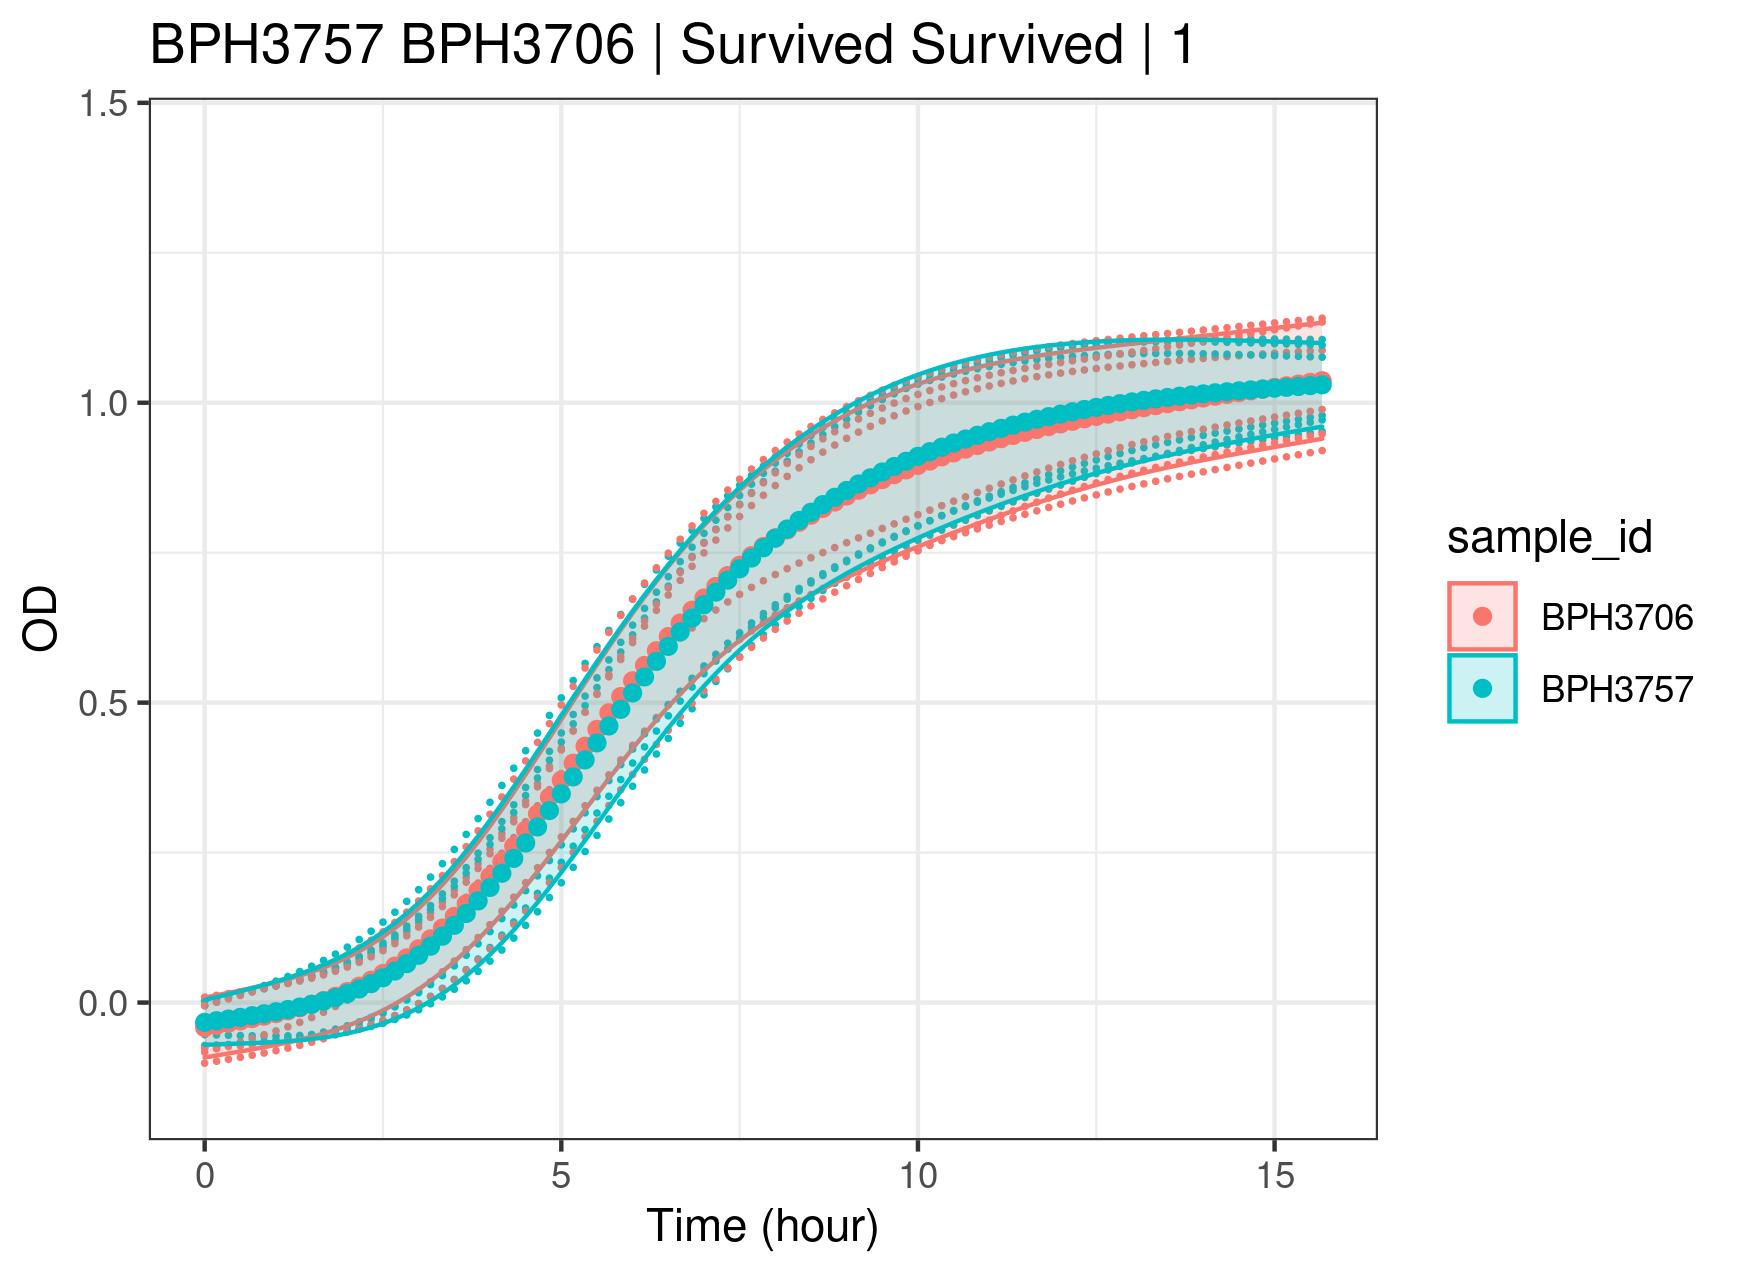 BPH3757 BPH3706 | Survived Survived | 1
1.5
1.0
0.5
0.0
OD
0 5 10 15
Time (hour)
sample_id
BPH3706
BPH3757